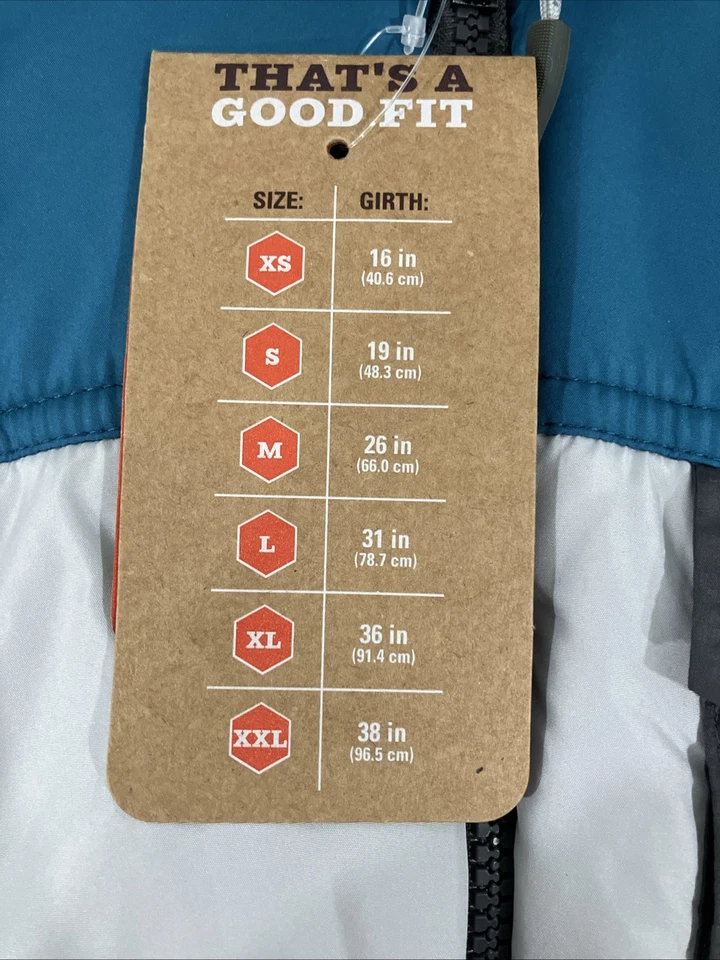 THAT'S A
GOOD FIT
SIZE: GIRTH:
XS 16 in
(40.6 cm)
S 19 in
(48.3 cm)
M 26 in
(66.0 cm)
L 31 in
(78.7 cm)
XL 36 in
(91.4 cm)
XXL 38 in
(96.5 cm)